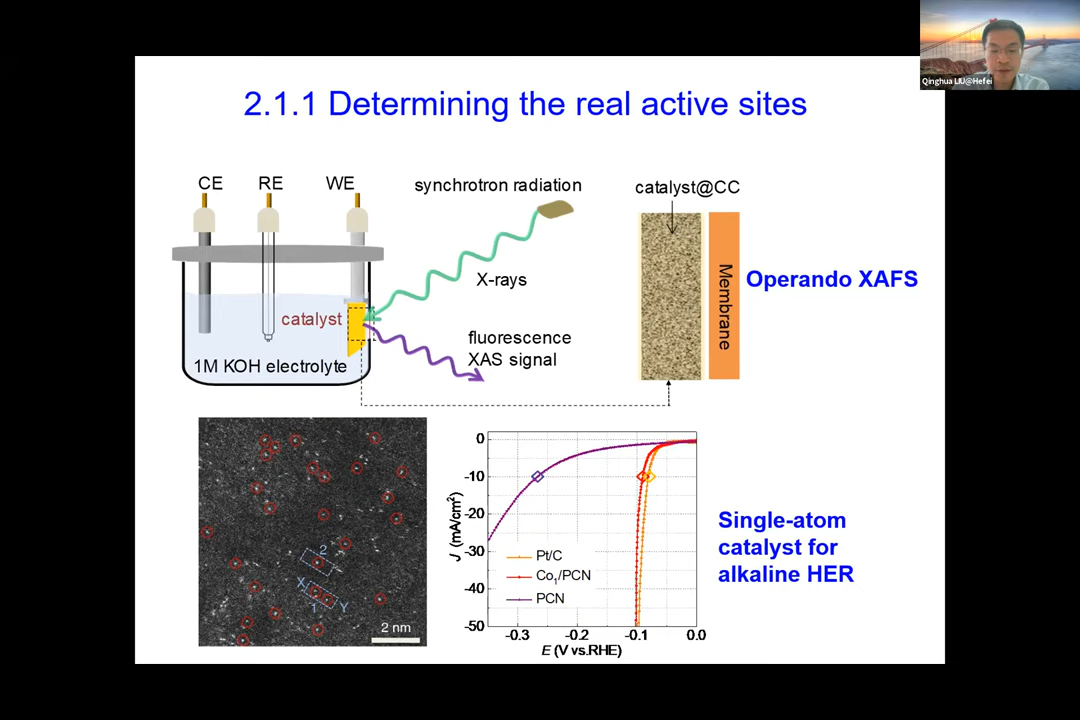 Qinghua LIU@Hefei
2.1.1 Determining the real active sites
CE
RE
WE
synchrotron radiation
catalyst@CC
X-rays
Membrane
Operando XAFS
catalyst
fluorescence
XAS signal
1M KOH electrolyte
2
X
1
Y
2 nm
0
-10
-20
-30
-40
-50
J (mA/cm²)
Pt/C
Co₁/PCN
PCN
-0.3
-0.2
-0.1
0.0
E (V vs.RHE)
Single-atom
catalyst for
alkaline HER